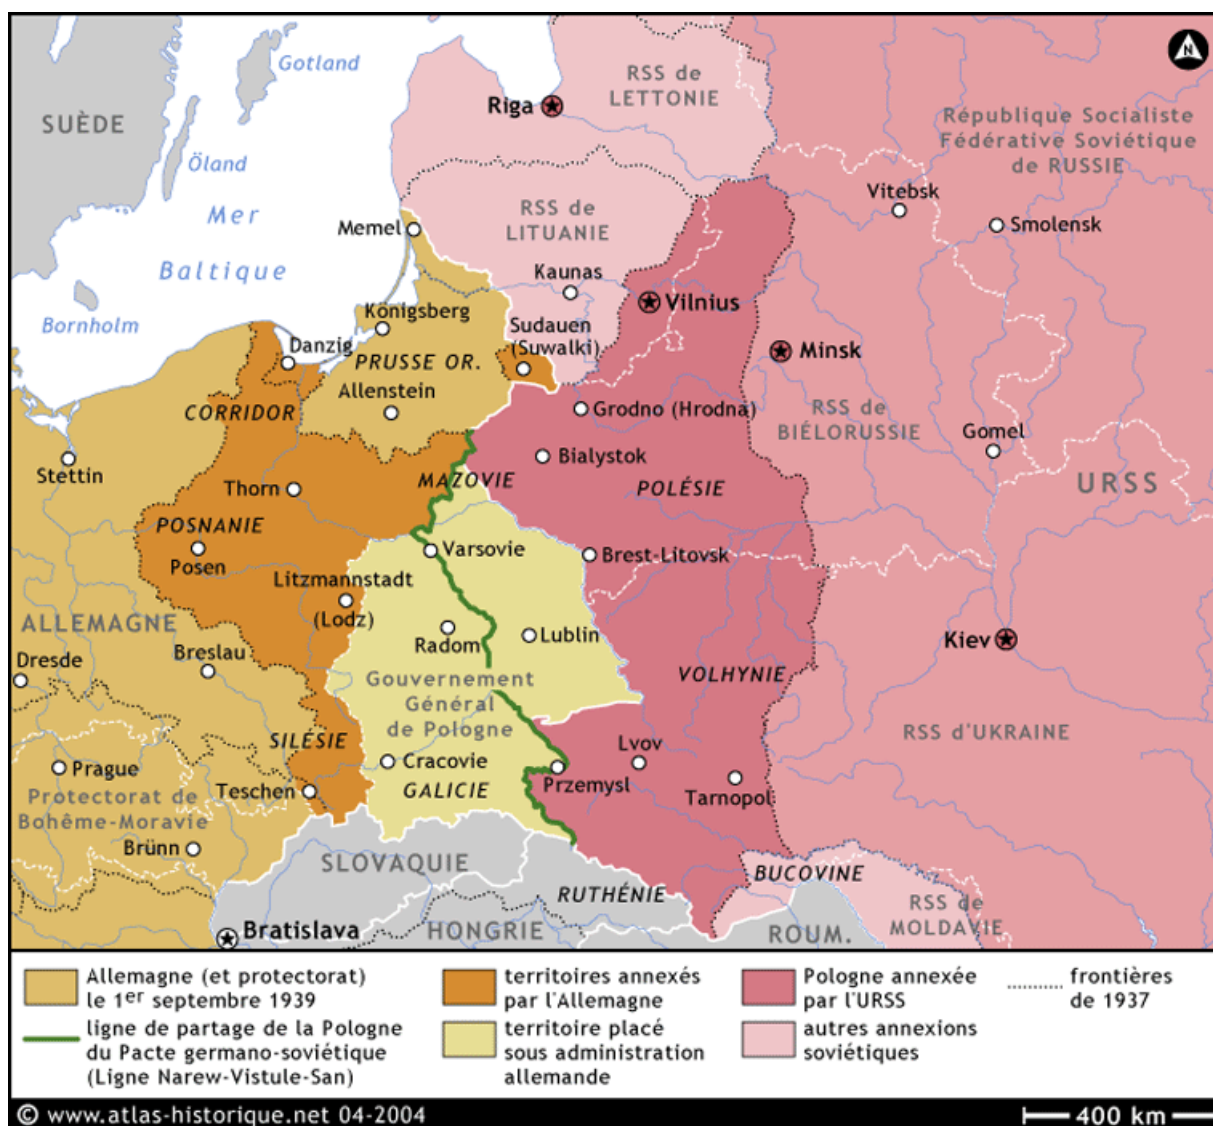 N
Gotland
RSS de
LETTONIE
Riga
SUÈDE
République Socialiste
Fédérative Soviétique
de RUSSIE
Öland
Vitebsk
Mer
Baltique
RSS de
LITUANIE
Memel
Smolensk
Kaunas
Bornholm
Königsberg
Vilnius
Sudauen
(Suwalki)
Danzig
PRUSSE OR.
Minsk
Allenstein
CORRIDOR
Grodno (Hrodna)
RSS de
BIÉLORUSSIE
Gomel
Stettin
Bialystok
MAZOVIE
POLÉSIE
URSS
Thorn
POSNANIE
Posen
Varsovie
Brest-Litovsk
Litzmannstadt
(Lodz)
ALLEMAGNE
Radom
Lublin
Kiev
Dresde
Breslau
Gouvernement
Général
de Pologne
VOLHYNIE
SILÉSIE
RSS d'UKRAINE
Lvov
Prague
Cracovie
Przemysl
Tarnopol
Teschen
GALICIE
Protectorat de
Bohême-Moravie
Brünn
SLOVAQUIE
BUCOVINE
RUTHÉNIE
RSS de
MOLDAVIE
Bratislava
HONGRIE
ROUM.
Allemagne (et protectorat)
le 1er septembre 1939
ligne de partage de la Pologne
du Pacte germano-soviétique
(Ligne Narew-Vistule-San)
territoires annexés
par l'Allemagne
territoire placé
sous administration
allemande
Pologne annexée
par l'URSS
autres annexions
soviétiques
frontières
de 1937
© www.atlas-historique.net 04-2004
400 km